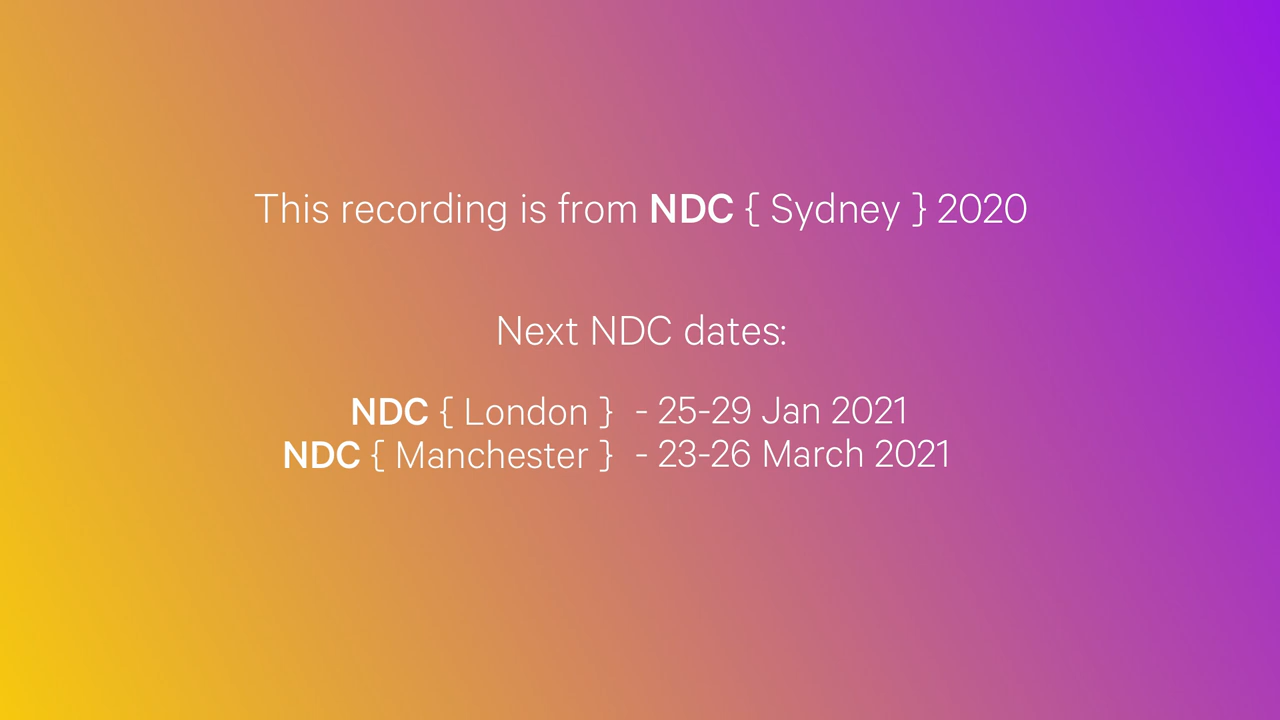 This recording is from NDC { Sydney } 2020
Next NDC dates:
NDC { London } - 25-29 Jan 2021
NDC { Manchester } - 23-26 March 2021